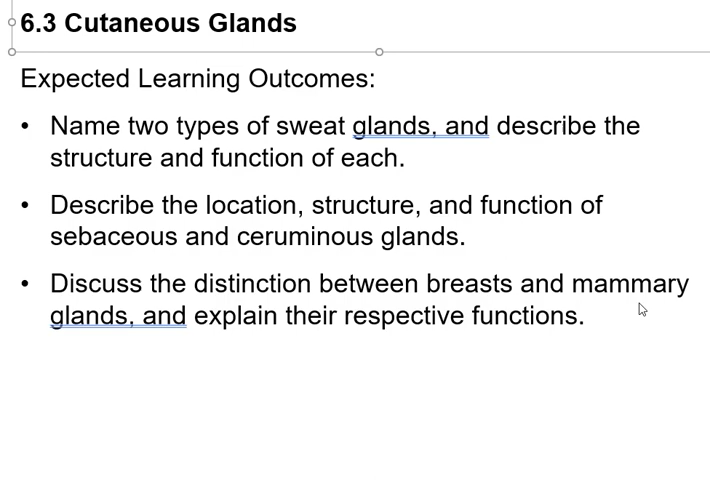 6.3 Cutaneous Glands
Expected Learning Outcomes:
• Name two types of sweat glands, and describe the
structure and function of each.
• Describe the location, structure, and function of
sebaceous and ceruminous glands.
• Discuss the distinction between breasts and mammary
glands, and explain their respective functions.